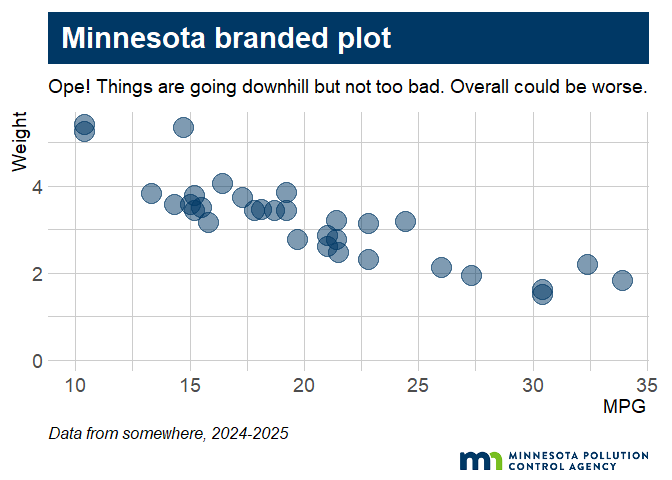 Minnesota branded plot
Ope! Things are going downhill but not too bad. Overall could be worse.
Weight
4
2
0
10 15 20 25 30 35
MPG
Data from somewhere, 2024-2025
MINNESOTA POLLUTION
CONTROL AGENCY